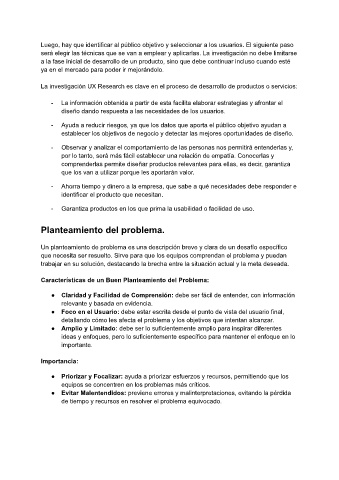 Luego, hay que identificar al público objetivo y seleccionar a los usuarios. El siguiente paso
será elegir las técnicas que se van a emplear y aplicarlas. La investigación no debe limitarse
a la fase inicial de desarrollo de un producto, sino que debe continuar incluso cuando esté
ya en el mercado para poder ir mejorándolo.
La investigación UX Research es clave en el proceso de desarrollo de productos o servicios:
- La información obtenida a partir de esta facilita elaborar estrategias y afrontar el
diseño dando respuesta a las necesidades de los usuarios.
- Ayuda a reducir riesgos, ya que los datos que aporta el público objetivo ayudan a
establecer los objetivos de negocio y detectar las mejores oportunidades de diseño.
- Observar y analizar el comportamiento de las personas nos permitirá entenderlas y,
por lo tanto, será más fácil establecer una relación de empatía. Conocerlas y
comprenderlas permite diseñar productos relevantes para ellas, es decir, garantiza
que los van a utilizar porque les aportarán valor.
- Ahorra tiempo y dinero a la empresa, que sabe a qué necesidades debe responder e
identificar el producto que necesitan.
- Garantiza productos en los que prima la usabilidad o facilidad de uso.
Planteamiento del problema.
Un planteamiento de problema es una descripción breve y clara de un desafío específico
que necesita ser resuelto. Sirve para que los equipos comprendan el problema y puedan
trabajar en su solución, destacando la brecha entre la situación actual y la meta deseada.
Características de un Buen Planteamiento del Problema:
● Claridad y Facilidad de Comprensión: debe ser fácil de entender, con información
relevante y basada en evidencia.
● Foco en el Usuario: debe estar escrita desde el punto de vista del usuario final,
detallando cómo les afecta el problema y los objetivos que intentan alcanzar.
● Amplio y Limitado: debe ser lo suficientemente amplio para inspirar diferentes
ideas y enfoques, pero lo suficientemente específico para mantener el enfoque en lo
importante.
Importancia:
● Priorizar y Focalizar: ayuda a priorizar esfuerzos y recursos, permitiendo que los
equipos se concentren en los problemas más críticos.
● Evitar Malentendidos: previene errores y malinterpretaciones, evitando la pérdida
de tiempo y recursos en resolver el problema equivocado.